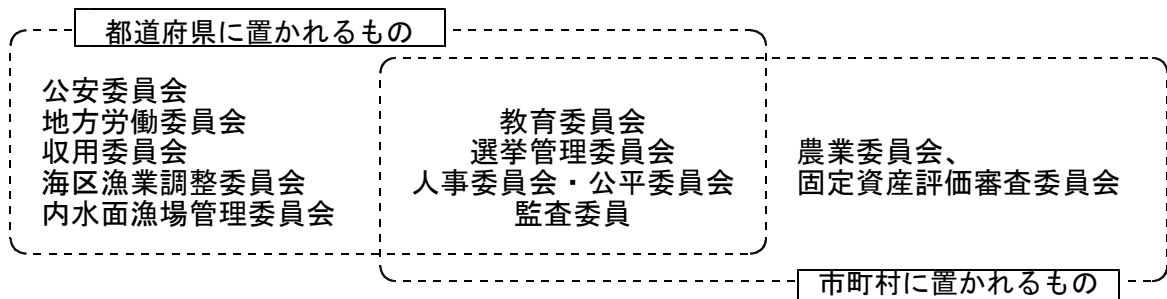 都道府県に置かれるもの
公安委員会
地方労働委員会
収用委員会
海区漁業調整委員会
内水面漁場管理委員会
教育委員会
選挙管理委員会
人事委員会・公平委員会
監査委員
農業委員会、
固定資産評価審査委員会
市町村に置かれるもの